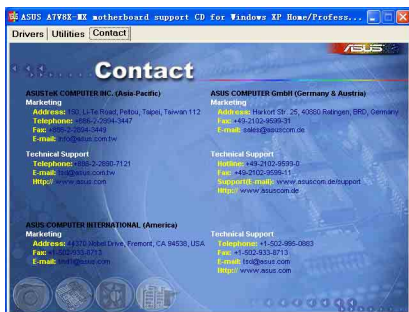 ASUS A7V8X-MX motherboard support CD for Windows XP Home/Profess...
Drivers Utilities Contact
ASUS
Contact
ASUSTeK COMPUTER INC. (Asia-Pacific)
Marketing
Address: 150, Li-Te Road, Peitou, Taipei, Taiwan 112
Telephone: +886-2-2894-3447
Fax: +886-2-2894-3449
E-mail: info@asus.com.tw
Technical Support
Telephone: +886-2-2890-7121
E-mail: tsd@asus.com.tw
Http:// www.asus.com
ASUS COMPUTER GmbH (Germany & Austria)
Marketing
Address: Harkort Str. 25, 40880 Ratingen, BRD, Germany
Fax: +49-2102-9599-31
E-mail: sales@asuscom.de
Technical Support
Hotline: +49-2102-9599-0
Fax: +49-2102-9599-11
Support(E-mail): www.asuscom.de/support
Http:// www.asuscom.de
ASUS COMPUTER INTERNATIONAL (America)
Marketing
Address: 44370 Nobel Drive, Fremont, CA 94538, USA
Fax: +1-502-933-8713
E-mail: tmd1@asus.com
Technical Support
Telephone: +1-502-995-0883
Fax: +1-502-933-8713
E-mail: tsd@asus.com
Http:// www.asus.com